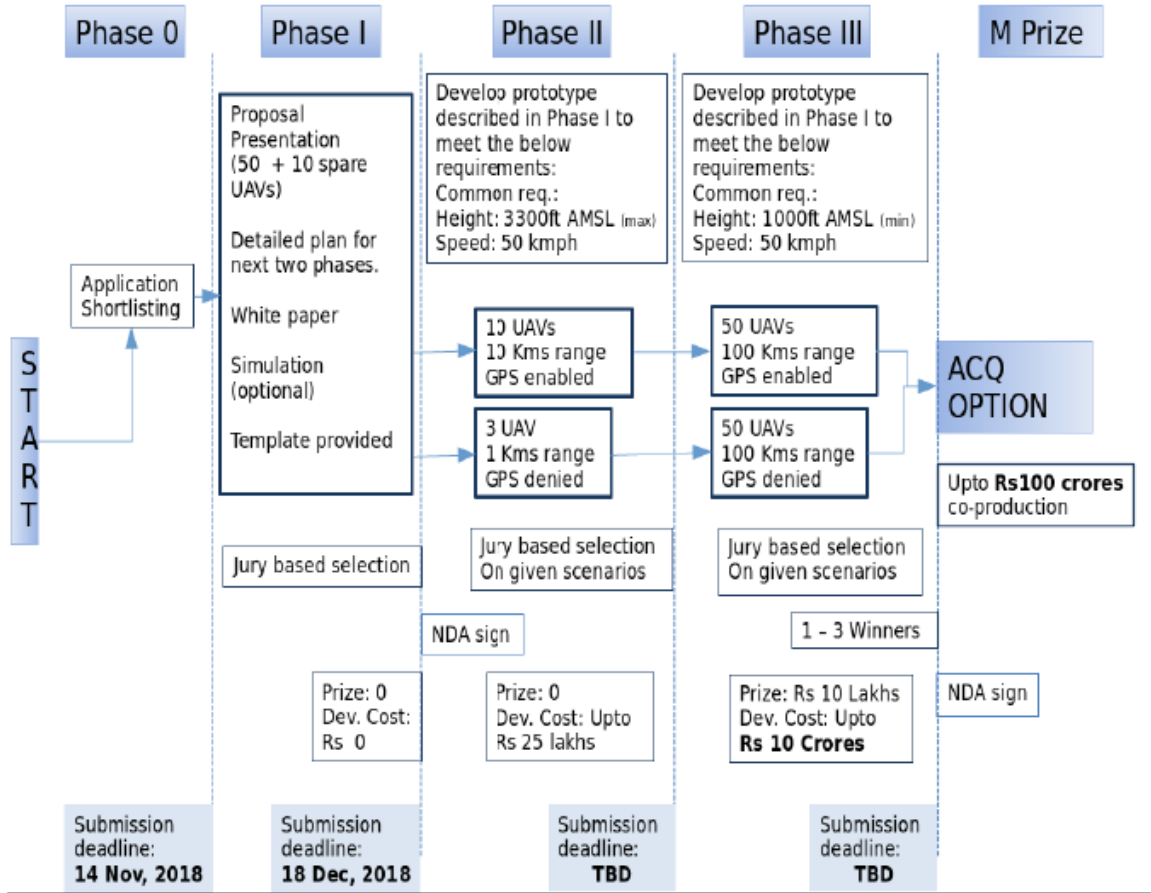 Phase 0
Phase I
Phase II
Phase III
M Prize
START
Application
Shortlisting
Proposal
Presentation
(50 + 10 spare
UAVs)
Detailed plan for
next two phases.
White paper
Simulation
(optional)
Template provided
Develop prototype
described in Phase I to
meet the below
requirements:
Common req.:
Height: 3300ft AMSL (max)
Speed: 50 kmph
Develop prototype
described in Phase I to
meet the below
requirements:
Common req.:
Height: 1000ft AMSL (min)
Speed: 50 kmph
10 UAVs
10 Kms range
GPS enabled
50 UAVs
100 Kms range
GPS enabled
3 UAV
1 Kms range
GPS denied
50 UAVs
100 Kms range
GPS denied
ACQ
OPTION
Upto Rs100 crores
co-production
Jury based selection
Jury based selection
On given scenarios
Jury based selection
On given scenarios
NDA sign
1 – 3 Winners
Prize: 0
Dev. Cost:
Rs 0
Prize: 0
Dev. Cost: Upto
Rs 25 lakhs
Prize: Rs 10 Lakhs
Dev. Cost: Upto
Rs 10 Crores
NDA sign
Submission
deadline:
14 Nov, 2018
Submission
deadline:
18 Dec, 2018
Submission
deadline:
TBD
Submission
deadline:
TBD